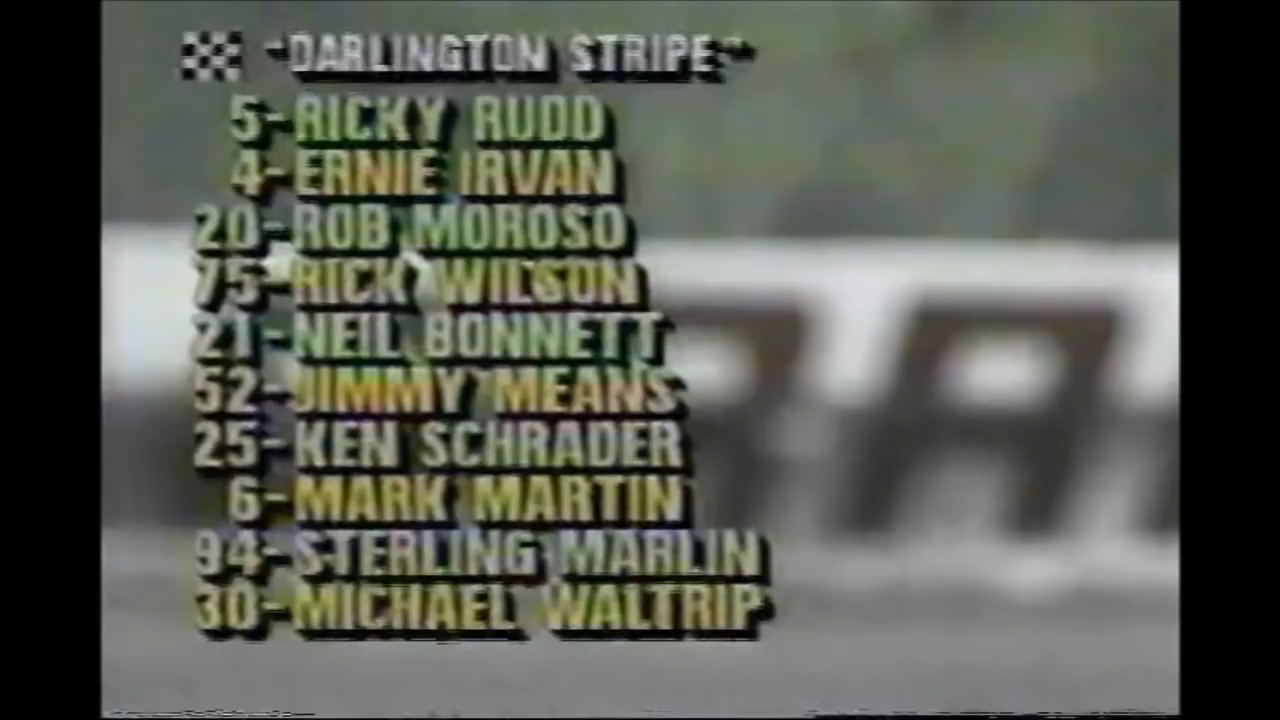 "DARLINGTON STRIPE"
5-RICKY RUDD
4-ERNIE IRVAN
20-ROB MOROSO
75-RICK WILSON
21-NEIL BONNETT
52-JIMMY MEANS
25-KEN SCHRADER
6-MARK MARTIN
94-STERLING MARLIN
30-MICHAEL WALTRIP